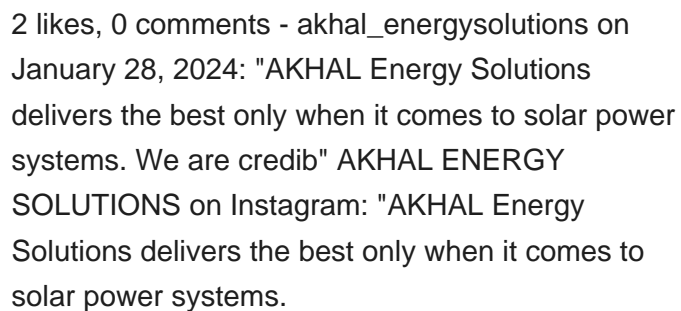 2 likes, 0 comments - akhal_energysolutions on
January 28, 2024: "AKHAL Energy Solutions
delivers the best only when it comes to solar power
systems. We are credib" AKHAL ENERGY
SOLUTIONS on Instagram: "AKHAL Energy
Solutions delivers the best only when it comes to
solar power systems.